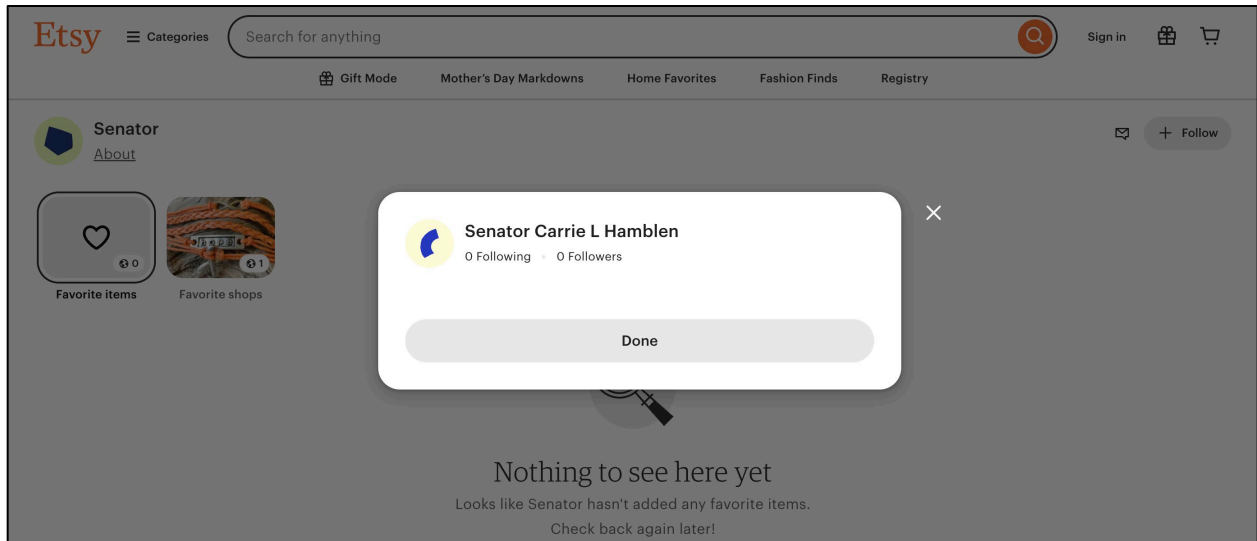 Etsy
Categories
Search for anything
Sign in
Gift Mode
Mother's Day Markdowns
Home Favorites
Fashion Finds
Registry
Senator
About
+ Follow
0
1
Favorite items
Favorite shops
Senator Carrie L Hamblen
0 Following
0 Followers
Done
Nothing to see here yet
Looks like Senator hasn't added any favorite items.
Check back again later!